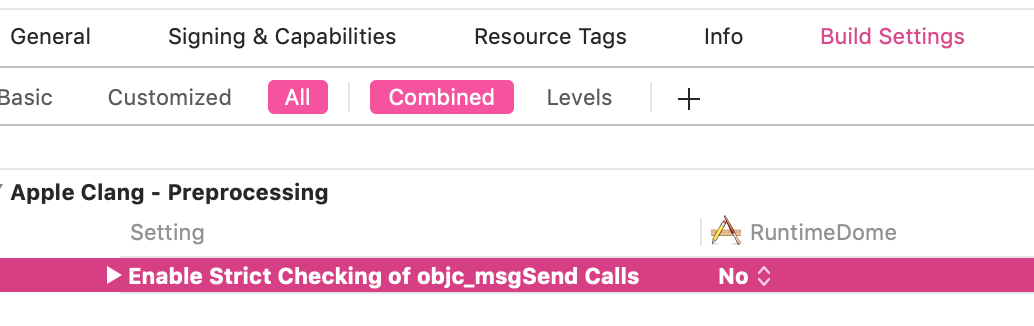 General Signing & Capabilities Resource Tags Info Build Settings
Basic Customized All Combined Levels +
Apple Clang - Preprocessing
Setting RuntimeDome
Enable Strict Checking of objc_msgSend Calls No